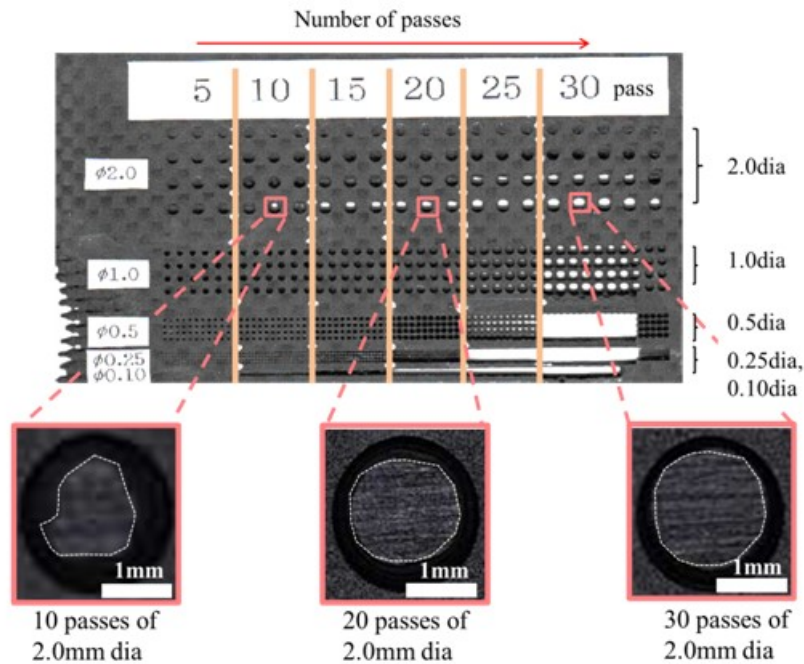 Number of passes
5 10 15 20 25 30 pass
ϕ2.0
2.0dia
ϕ1.0
1.0dia
ϕ0.5
0.5dia
ϕ0.25
0.25dia,
ϕ0.10
0.10dia
1mm
1mm
1mm
10 passes of
2.0mm dia
20 passes of
2.0mm dia
30 passes of
2.0mm dia